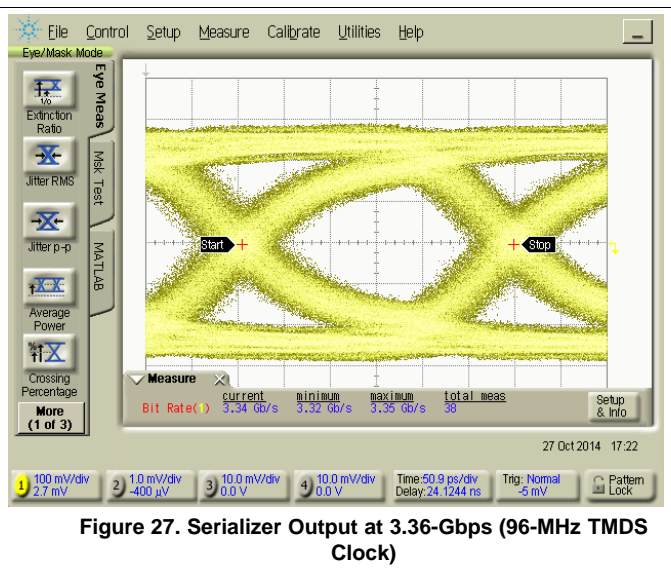 File Control Setup Measure Calibrate Utilities Help
Eye/Mask Mode
Eye Meas
Msk Test
MATLAB
1/0
Extinction
Ratio
Jitter RMS
Jitter p-p
Average
Power
Crossing
Percentage
More
(1 of 3)
Start
Stop
Measure
current minimum maximum total meas
Bit Rate(1) 3.34 Gb/s 3.32 Gb/s 3.35 Gb/s 38
Setup
& Info
27 Oct 2014 17:22
1 100 mV/div
2.7 mV
2 1.0 mV/div
-400 µV
3 10.0 mV/div
0.0 V
4 10.0 mV/div
0.0 V
Time:50.9 ps/div
Delay:24.1244 ns
Trig: Normal
-5 mV
Pattern
Lock
Figure 27. Serializer Output at 3.36-Gbps (96-MHz TMDS
Clock)